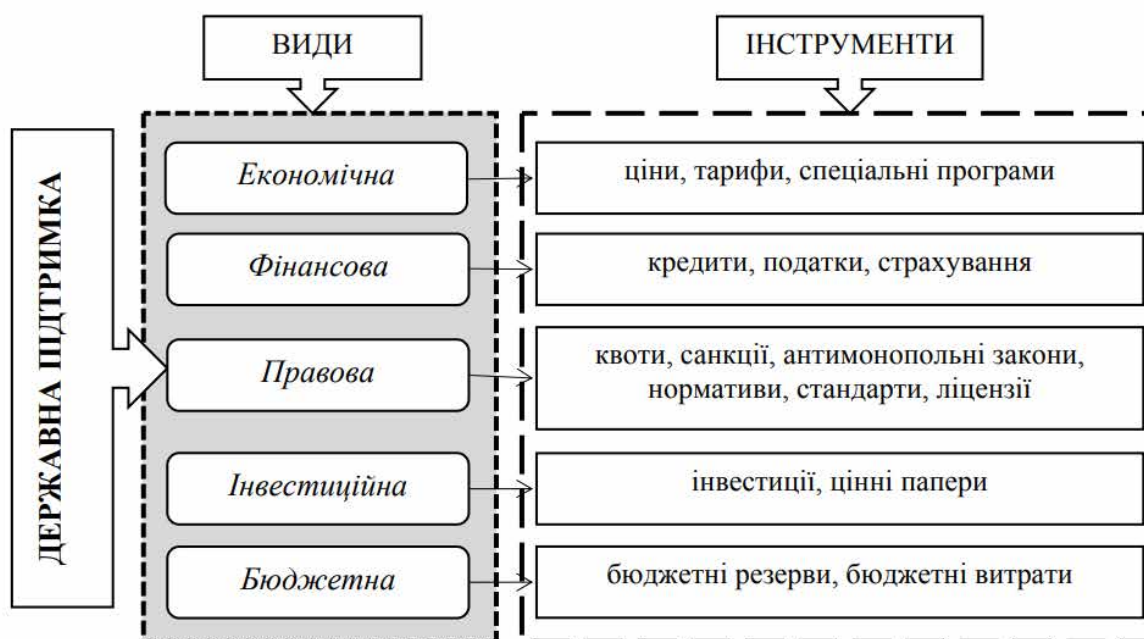 ВИДИ
ІНСТРУМЕНТИ
ДЕРЖАВНА ПІДТРИМКА
Економічна
ціни, тарифи, спеціальні програми
Фінансова
кредити, податки, страхування
Правова
квоти, санкції, антимонопольні закони,
нормативи, стандарти, ліцензії
Інвестиційна
інвестиції, цінні папери
Бюджетна
бюджетні резерви, бюджетні витрати